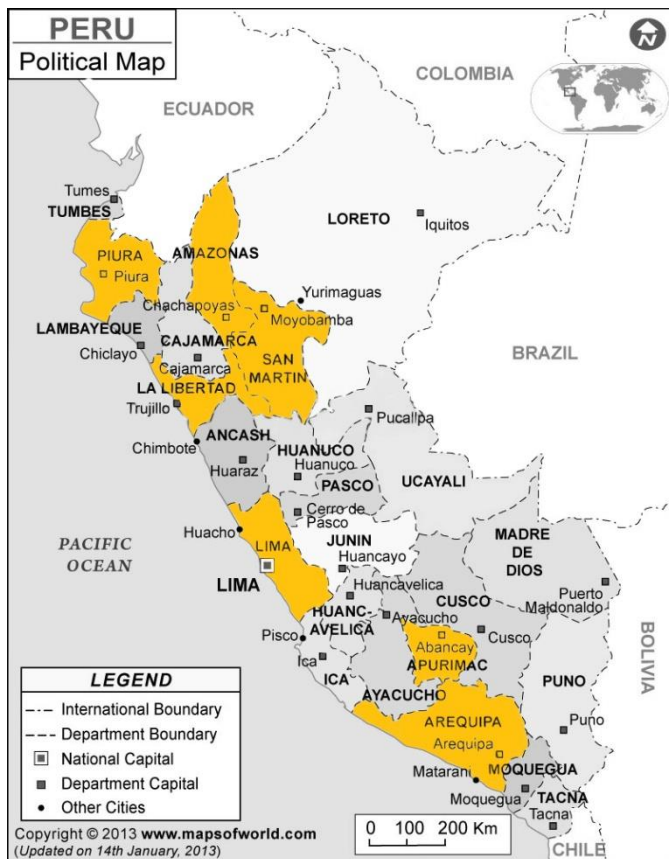 PERU
Political Map
N
COLOMBIA
ECUADOR
Tumes
TUMBES
LORETO
Iquitos
PIURA
Piura
AMAZONAS
Yurimaguas
Chachapoyas
Moyobamba
LAMBAYEQUE
CAJAMARCA
Chiclayo
Cajamarca
SAN
MARTIN
BRAZIL
LA LIBERTAD
Trujillo
Pucallpa
ANCASH
Chimbote
HUANUCO
Huaraz
Huanuco
UCAYALI
PASCO
Cerro de
Pasco
Huacho
MADRE
DE
DIOS
PACIFIC
OCEAN
LIMA
JUNIN
Huancayo
LIMA
Huancavelica
CUSCO
Puerto
Maldonaldo
HUANC-
AVELICA
Ayacucho
Pisco
Abancay
Cusco
Ica
APURIMAC
BOLIVIA
ICA
AYACUCHO
PUNO
AREQUIPA
Puno
Arequipa
MOQUEGUA
Matarani
Moquegua
TACNA
Tacna
CHILE
LEGEND
International Boundary
Department Boundary
National Capital
Department Capital
Other Cities
0 100 200 Km
Copyright © 2013 www.mapsofworld.com
(Updated on 14th January, 2013)